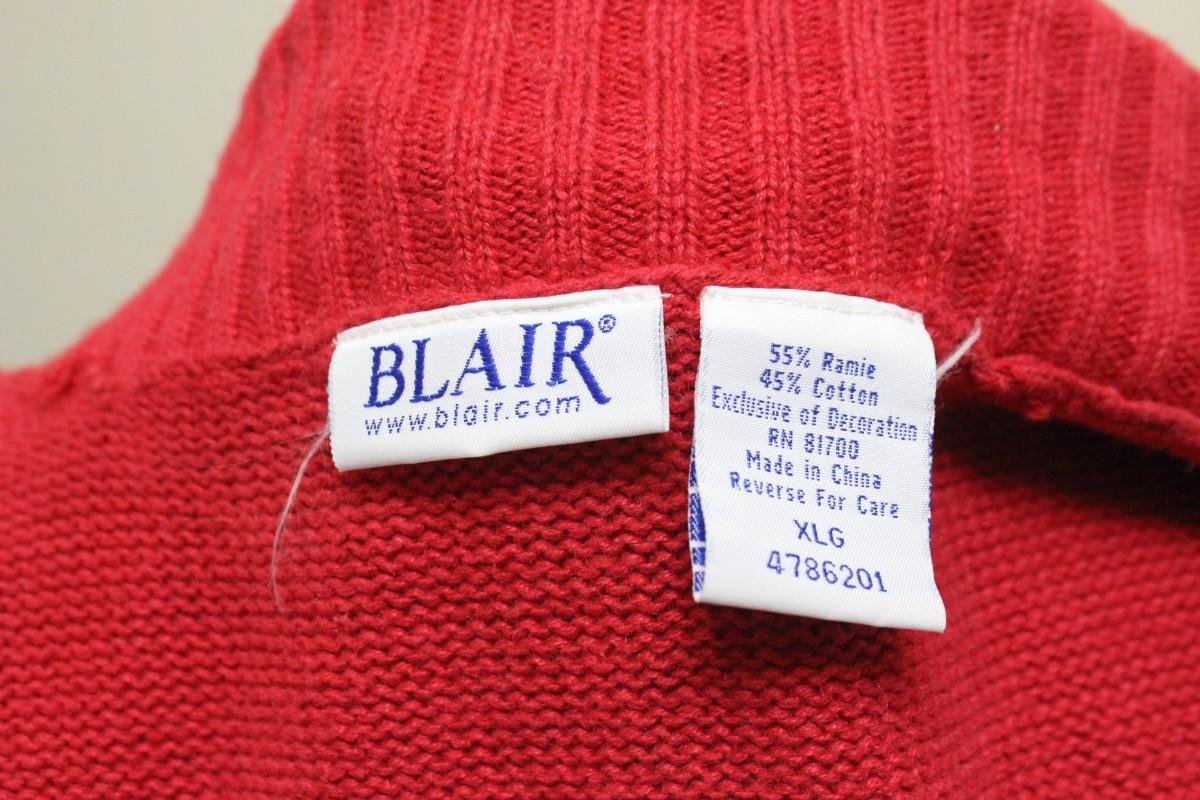 BLAIR®
www.blair.com
55% Ramie
45% Cotton
Exclusive of Decoration
RN 81700
Made in China
Reverse For Care
XLG
4786201